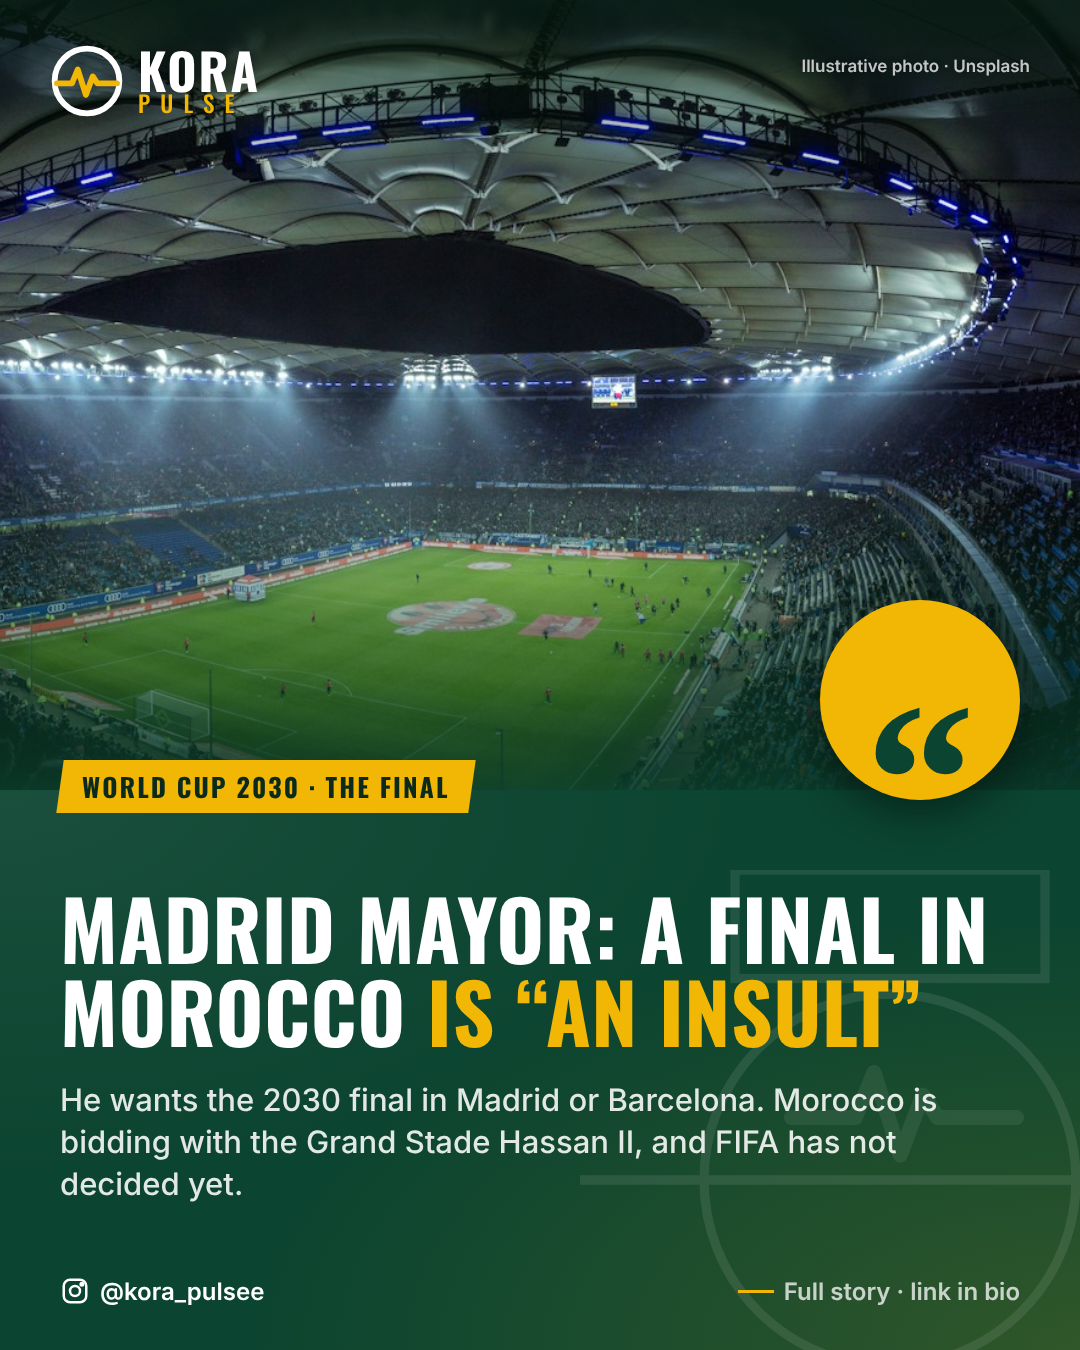 KORA
PULSE
Illustrative photo · Unsplash
WORLD CUP 2030 · THE FINAL
“
MADRID MAYOR: A FINAL IN
MOROCCO IS “AN INSULT”
He wants the 2030 final in Madrid or Barcelona. Morocco is
bidding with the Grand Stade Hassan II, and FIFA has not
decided yet.
@kora_pulsee
Full story · link in bio